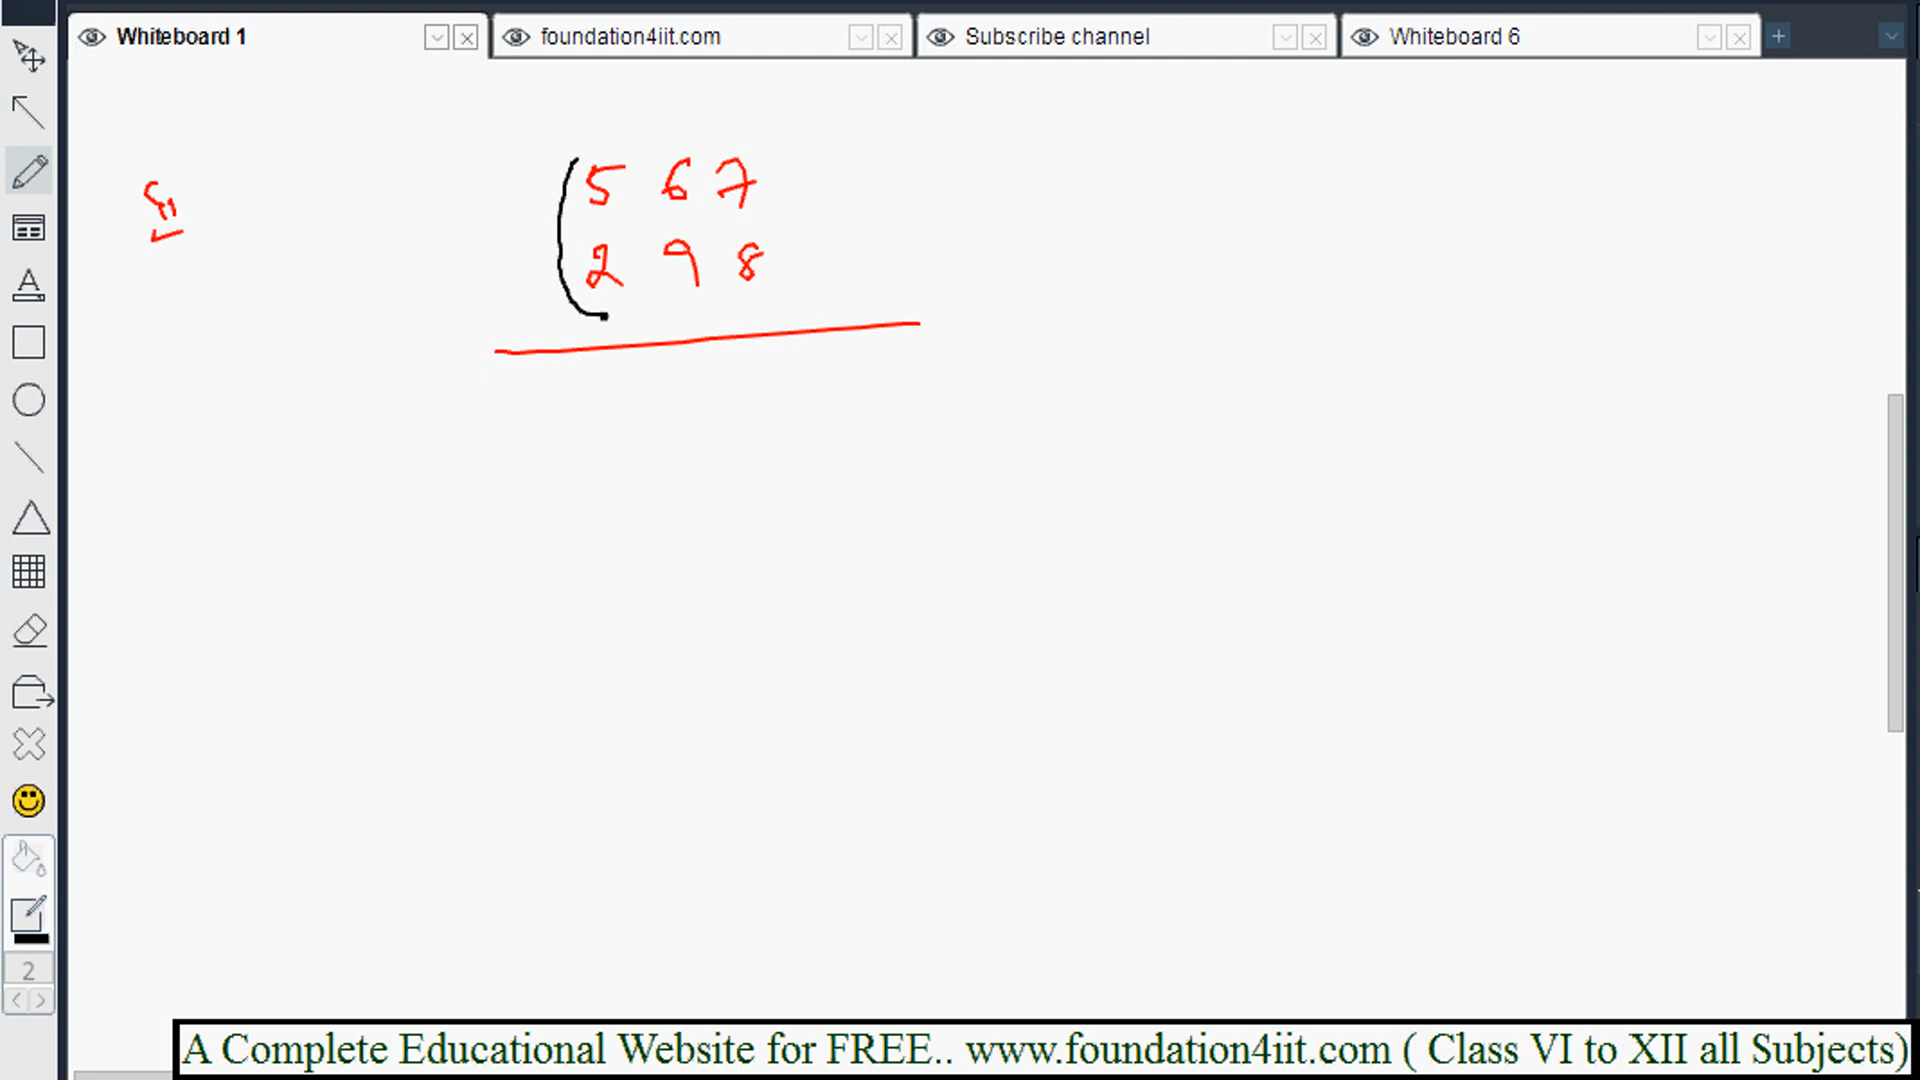 Whiteboard 1
foundation4iit.com
Subscribe channel
Whiteboard 6
5 6 7
2 9 8
2
A Complete Educational Website for FREE.. www.foundation4iit.com ( Class VI to XII all Subjects)